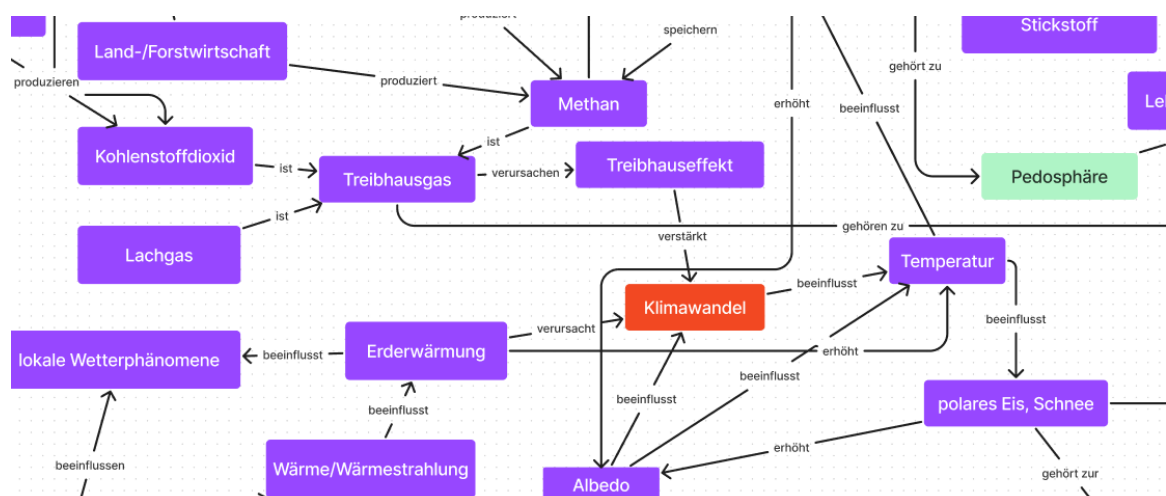 produziert
Stickstoff
speichern
Land-/Forstwirtschaft
gehört zu
produzieren
produziert
Methan
erhöht
beeinflusst
ist
Kohlenstoffdioxid
ist
Treibhausgas
verursachen
Treibhauseffekt
Pedosphäre
ist
Lachgas
verstärkt
gehören zu
Temperatur
beeinflusst
Klimawandel
beeinflusst
verursacht
lokale Wetterphänomene
beeinflusst
Erderwärmung
erhöht
beeinflusst
beeinflusst
beeinflusst
polares Eis, Schnee
erhöht
beeinflussen
Wärme/Wärmestrahlung
gehört zur
Albedo